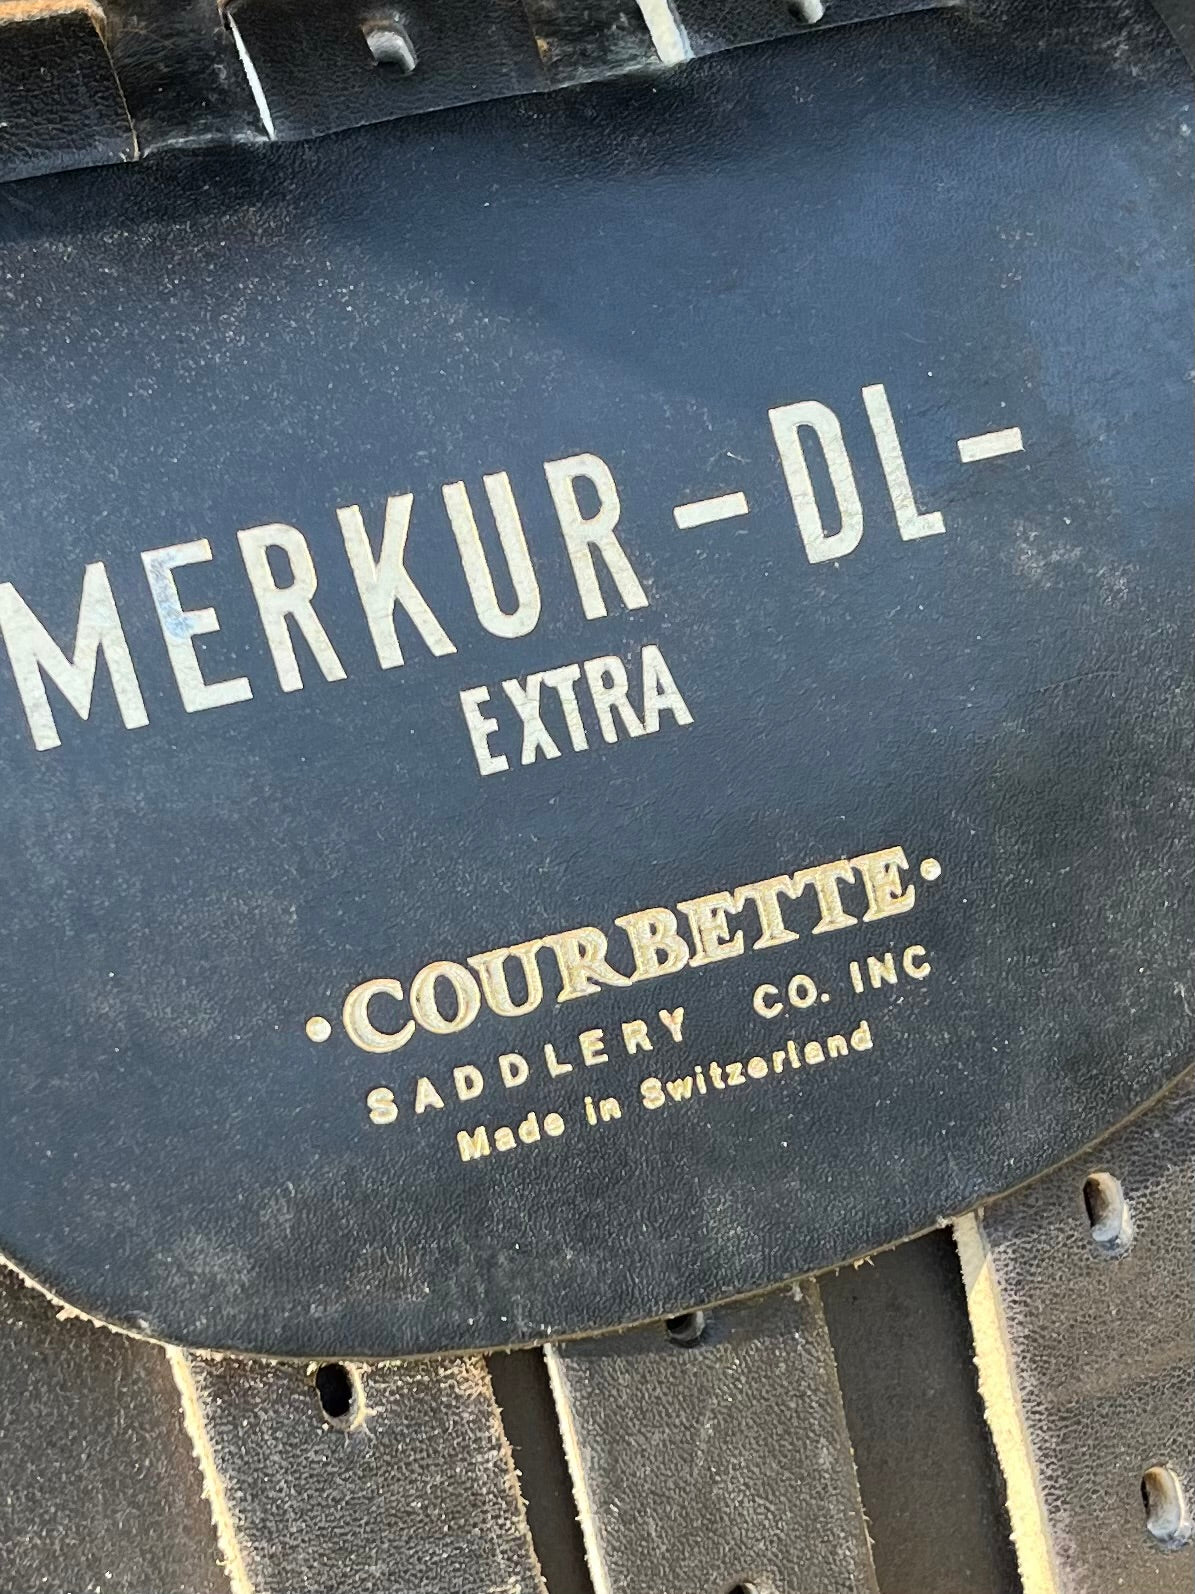 MERKUR-DL-
EXTRA
•COURBETTE•
SADDLERY CO. INC
Made in Switzerland